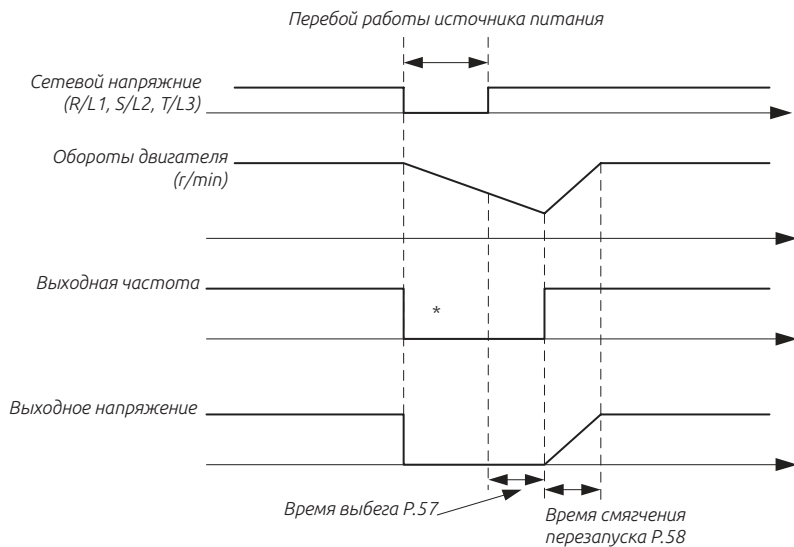 Перебой работы источника питания
Сетевой напряжние
(R/L1, S/L2, T/L3)
Обороты двигателя
(r/min)
Выходная частота
*
Выходное напряжение
Время выбега P.57
Время смягчения
перезапуска P.58